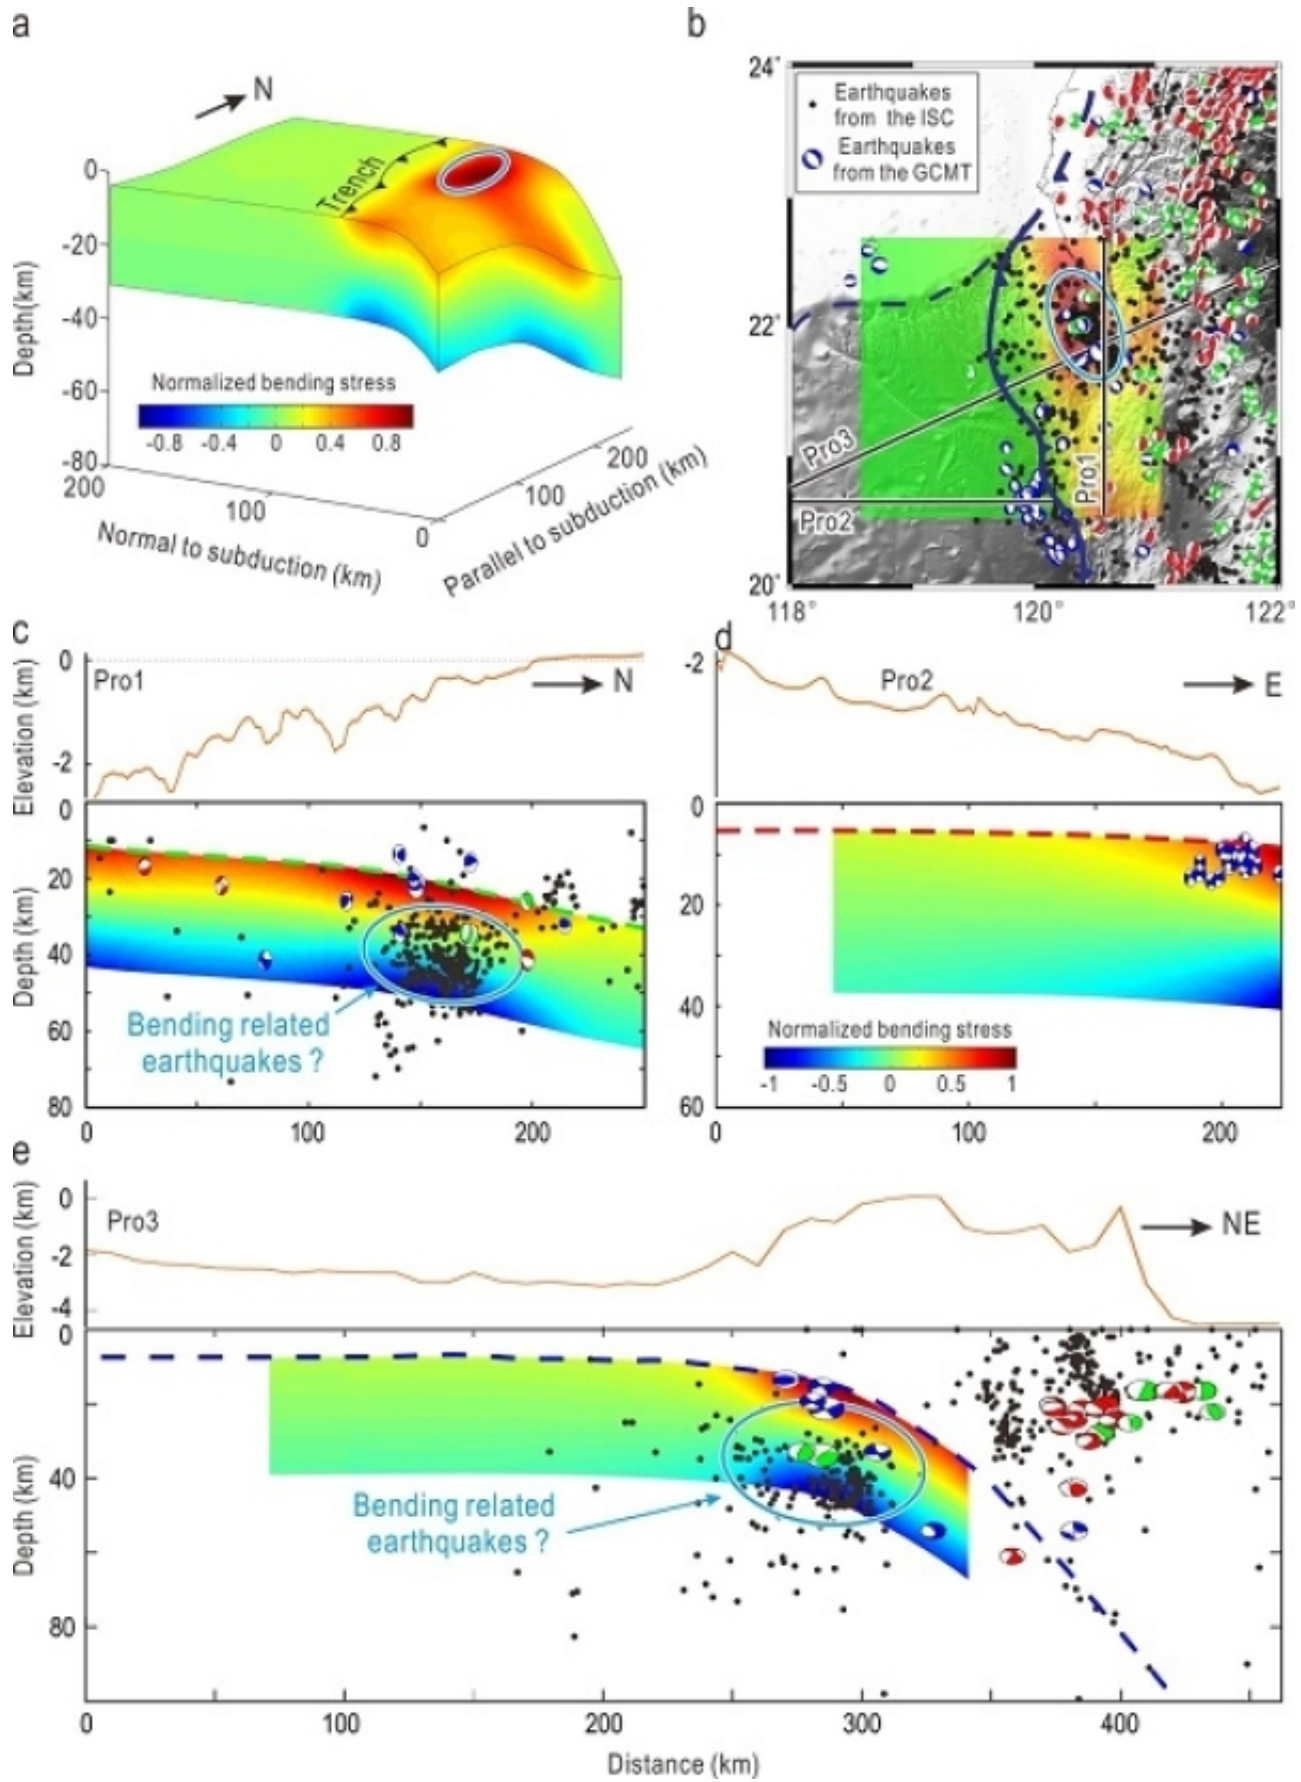 a
N
Trench
0
-20
-40
-60
-80
Depth(km)
Normalized bending stress
-0.8 -0.4 0 0.4 0.8
200
100
0
Normal to subduction (km)
100
200
Parallel to subduction (km)
b
24°
22°
20°
118° 120° 122°
Earthquakes
from the ISC
Earthquakes
from the GCMT
Pro3
Pro2
Pro1
c
Elevation (km)
0
-2
Pro1
N
Depth (km)
0
20
40
60
80
Bending related
earthquakes ?
0 100 200
d
-2
Pro2
E
0
20
40
60
Normalized bending stress
-1 -0.5 0 0.5 1
0 100 200
e
Elevation (km)
0
-2
-4
Pro3
NE
Depth (km)
0
40
80
Bending related
earthquakes ?
0 100 200 300 400
Distance (km)